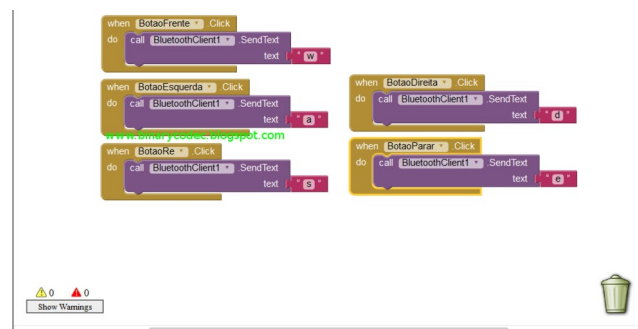 when BotaoFrente .Click
do call BluetoothClient1 .SendText
text " w "
when BotaoEsquerda .Click
do call BluetoothClient1 .SendText
text " a "
www.binarycodec.blogspot.com
when BotaoRe .Click
do call BluetoothClient1 .SendText
text " s "
when BotaoDireita .Click
do call BluetoothClient1 .SendText
text " d "
when BotaoParar .Click
do call BluetoothClient1 .SendText
text " e "
0 0
Show Warnings